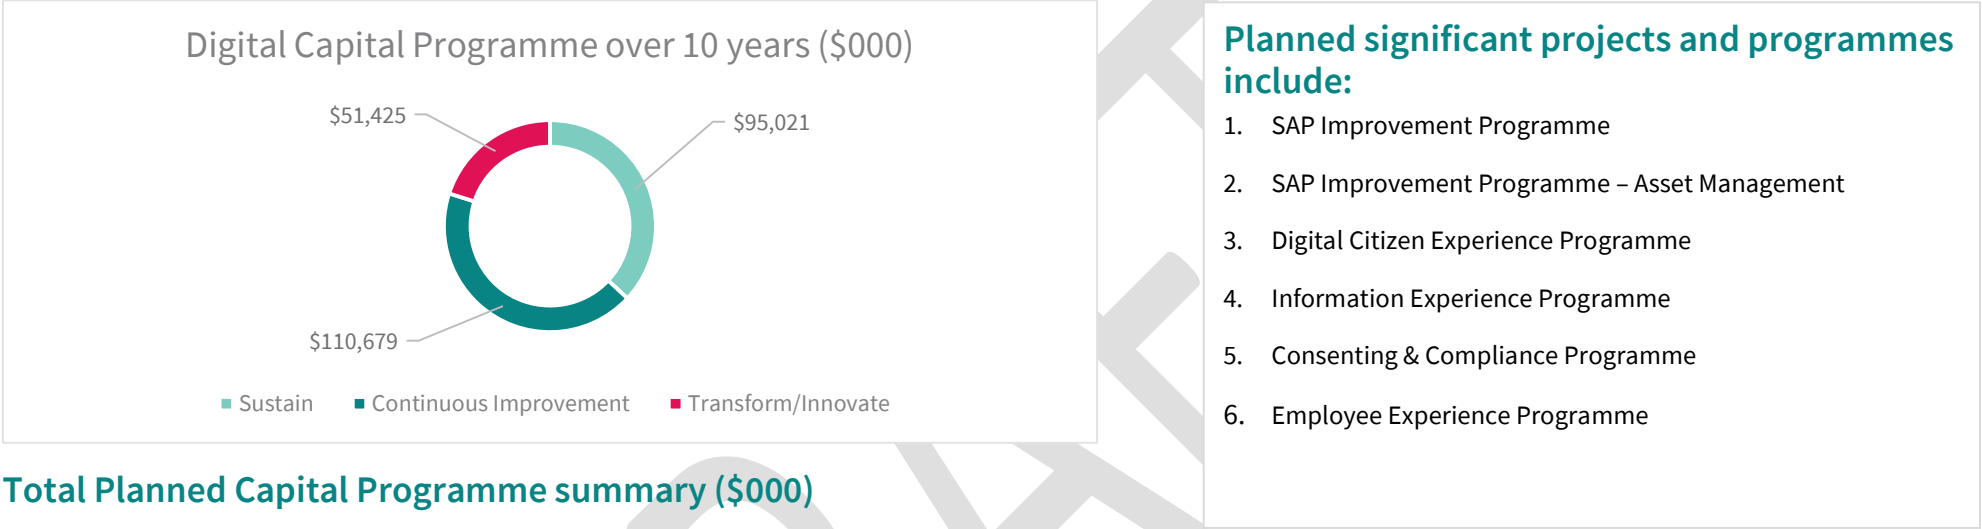 Digital Capital Programme over 10 years ($000)
$51,425
$95,021
$110,679
Sustain
Continuous Improvement
Transform/Innovate
Total Planned Capital Programme summary ($000)
Planned significant projects and programmes
include:
1. SAP Improvement Programme
2. SAP Improvement Programme – Asset Management
3. Digital Citizen Experience Programme
4. Information Experience Programme
5. Consenting & Compliance Programme
6. Employee Experience Programme